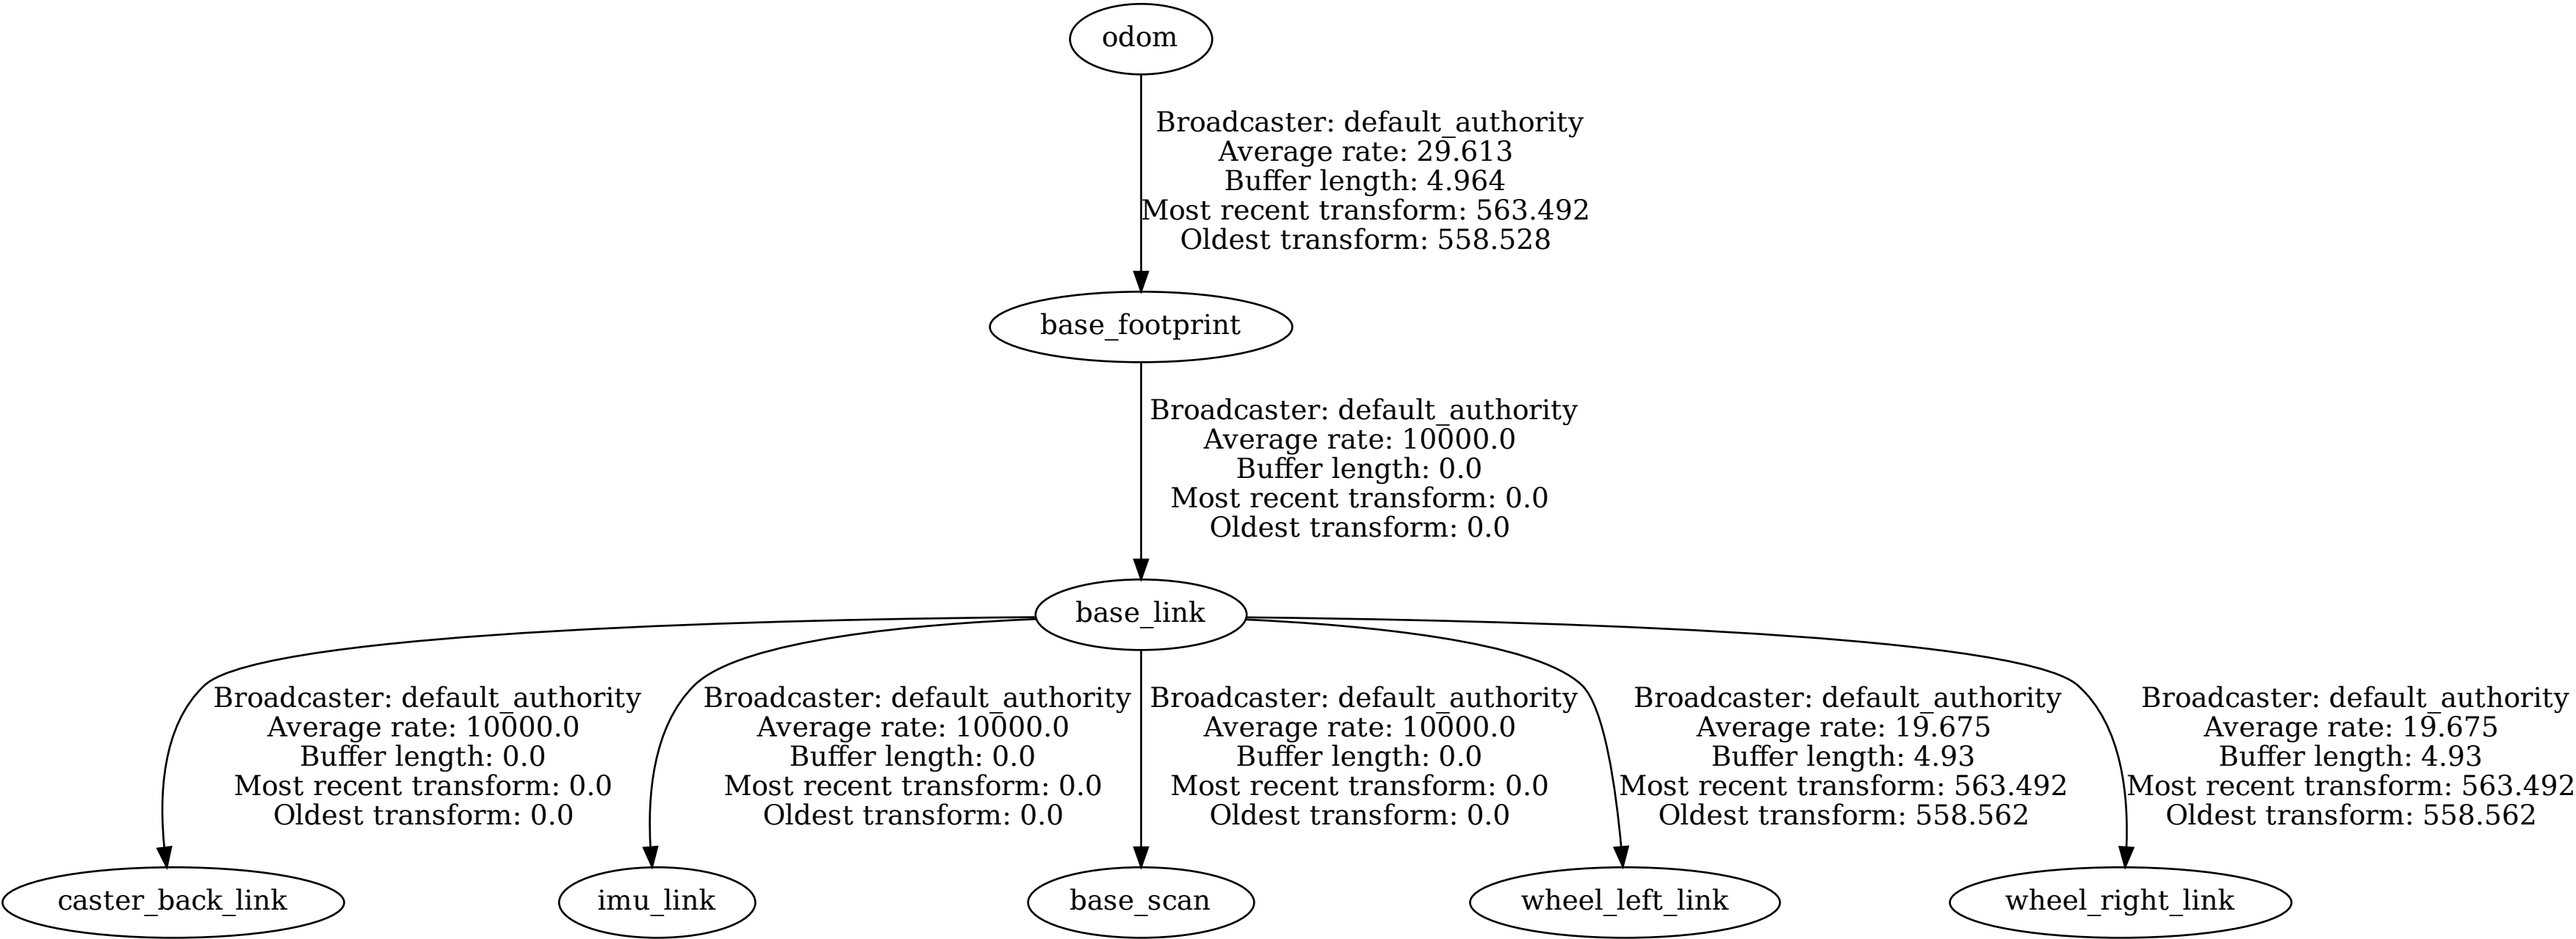 odom
Broadcaster: default_authority
Average rate: 29.613
Buffer length: 4.964
Most recent transform: 563.492
Oldest transform: 558.528
base_footprint
Broadcaster: default_authority
Average rate: 10000.0
Buffer length: 0.0
Most recent transform: 0.0
Oldest transform: 0.0
base_link
Broadcaster: default_authority
Average rate: 10000.0
Buffer length: 0.0
Most recent transform: 0.0
Oldest transform: 0.0
Broadcaster: default_authority
Average rate: 10000.0
Buffer length: 0.0
Most recent transform: 0.0
Oldest transform: 0.0
Broadcaster: default_authority
Average rate: 10000.0
Buffer length: 0.0
Most recent transform: 0.0
Oldest transform: 0.0
Broadcaster: default_authority
Average rate: 19.675
Buffer length: 4.93
Most recent transform: 563.492
Oldest transform: 558.562
Broadcaster: default_authority
Average rate: 19.675
Buffer length: 4.93
Most recent transform: 563.492
Oldest transform: 558.562
caster_back_link
imu_link
base_scan
wheel_left_link
wheel_right_link